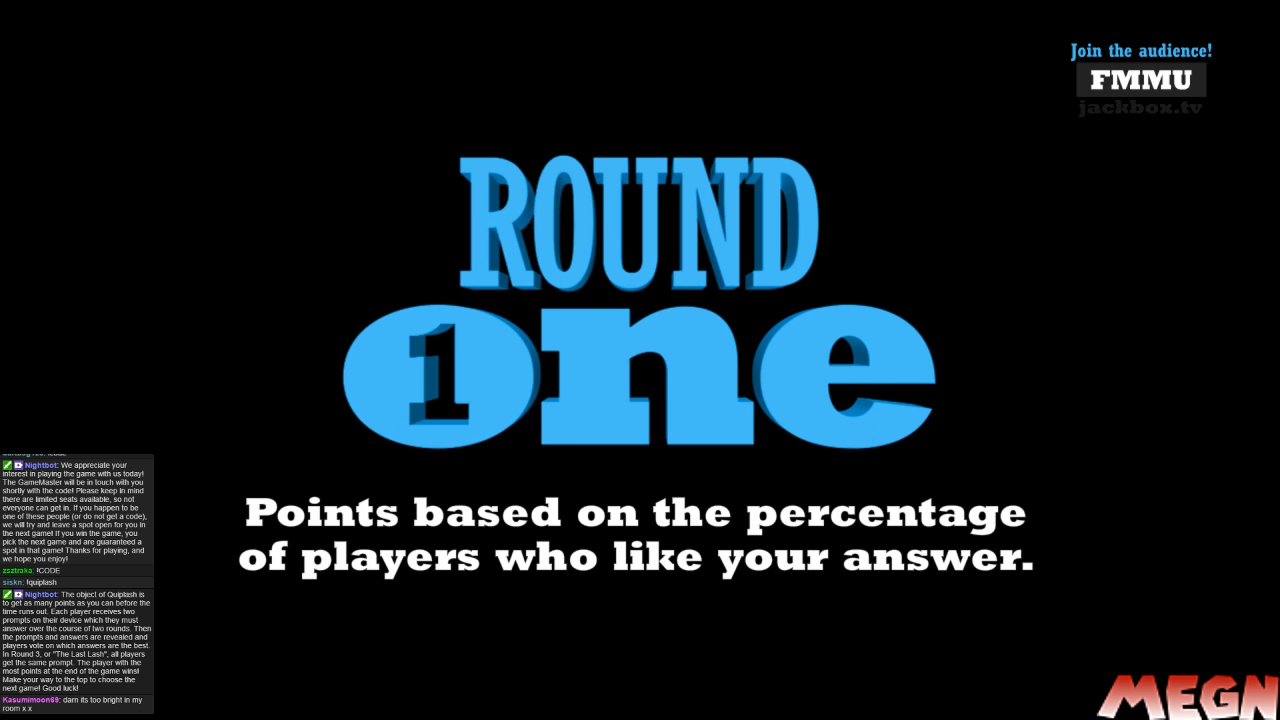 Join the audience!
FMMU
jackbox.tv
ROUND
One
1
Points based on the percentage
of players who like your answer.
Nightbot: We appreciate your
interest in playing the game with us today!
The GameMaster will be in touch with you
shortly with the code! Please keep in mind
there are limited seats available, so not
everyone can get in. If you happen to be
one of these people (or do not get a code),
we will try and leave a spot open for you in
the next game! If you win the game, you
pick the next game and are guaranteed a
spot in that game! Thanks for playing, and
we hope you enjoy!
zsztraka: !CODE
siskn: !quiplash
Nightbot: The object of Quiplash is
to get as many points as you can before the
time runs out. Each player receives two
prompts on their device which they must
answer over the course of two rounds. Then
the prompts and answers are revealed and
players vote on which answers are the best.
In Round 3, or "The Last Lash", all players
get the same prompt. The player with the
most points at the end of the game wins!
Make your way to the top to choose the
next game! Good luck!
Kasumimoon69: darn its too bright in my
room x x
MEGN